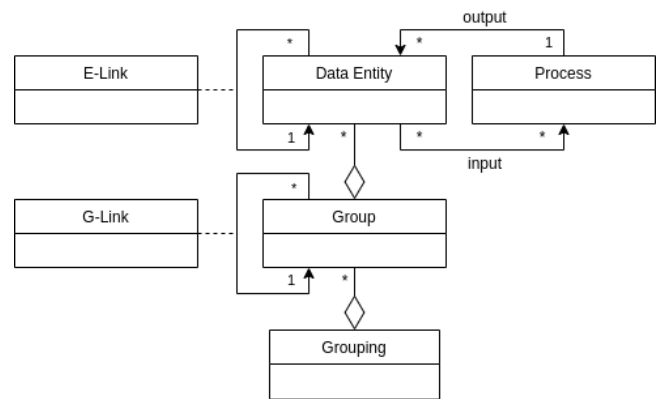 output
* * 1
E-Link Data Entity Process
1 * * *
input
*
G-Link Group
1 *
Grouping